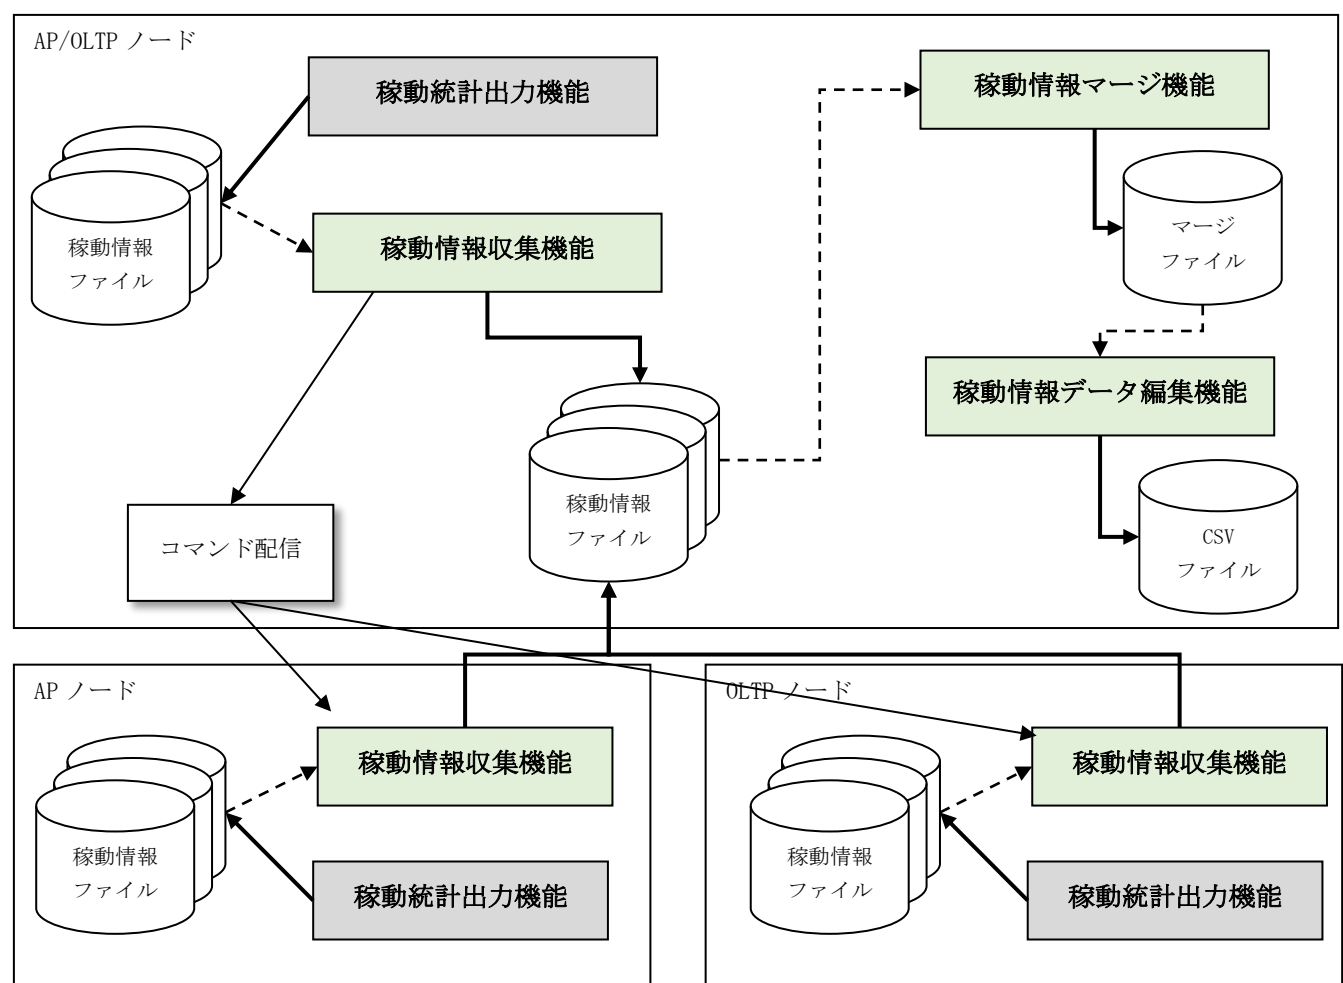 AP/OLTP ノード
稼動統計出力機能
稼動情報マージ機能
稼動情報
ファイル
稼動情報収集機能
マージ
ファイル
稼動情報データ編集機能
稼動情報
ファイル
コマンド配信
CSV
ファイル
AP ノード
稼動情報収集機能
稼動情報
ファイル
稼動統計出力機能
OLTP ノード
稼動情報収集機能
稼動情報
ファイル
稼動統計出力機能